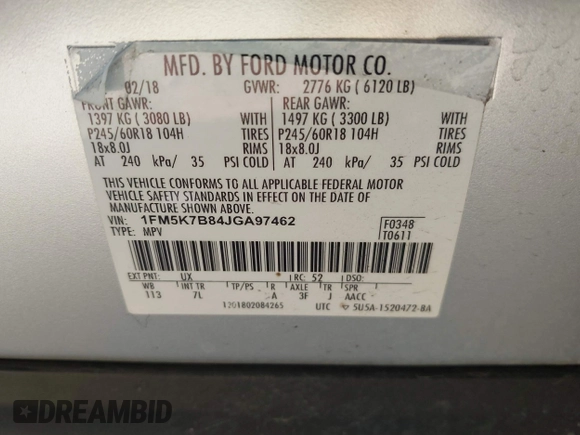 MFD. BY FORD MOTOR CO.
02/18 GVWR: 2776 KG ( 6120 LB)
FRONT GAWR: REAR GAWR:
1397 KG ( 3080 LB) WITH 1497 KG ( 3300 LB) WITH
P245/60R18 104H TIRES P245/60R18 104H TIRES
18x8.0J RIMS 18x8.0J RIMS
AT 240 kPa/ 35 PSI COLD AT 240 kPa/ 35 PSI COLD
THIS VEHICLE CONFORMS TO ALL APPLICABLE FEDERAL MOTOR
VEHICLE SAFETY STANDARDS IN EFFECT ON THE DATE OF
MANUFACTURE SHOWN ABOVE.
VIN: 1FM5K7B84JGA97462 F0348
TYPE: MPV T0611
EXT PNT: UX RC: 52 DSO:
WB INT TR TP/PS R AXLE TR SPR
113 7L A 3F J AACC
1201802084265 UTC 5U5A-1520472-BA
DREAMBID